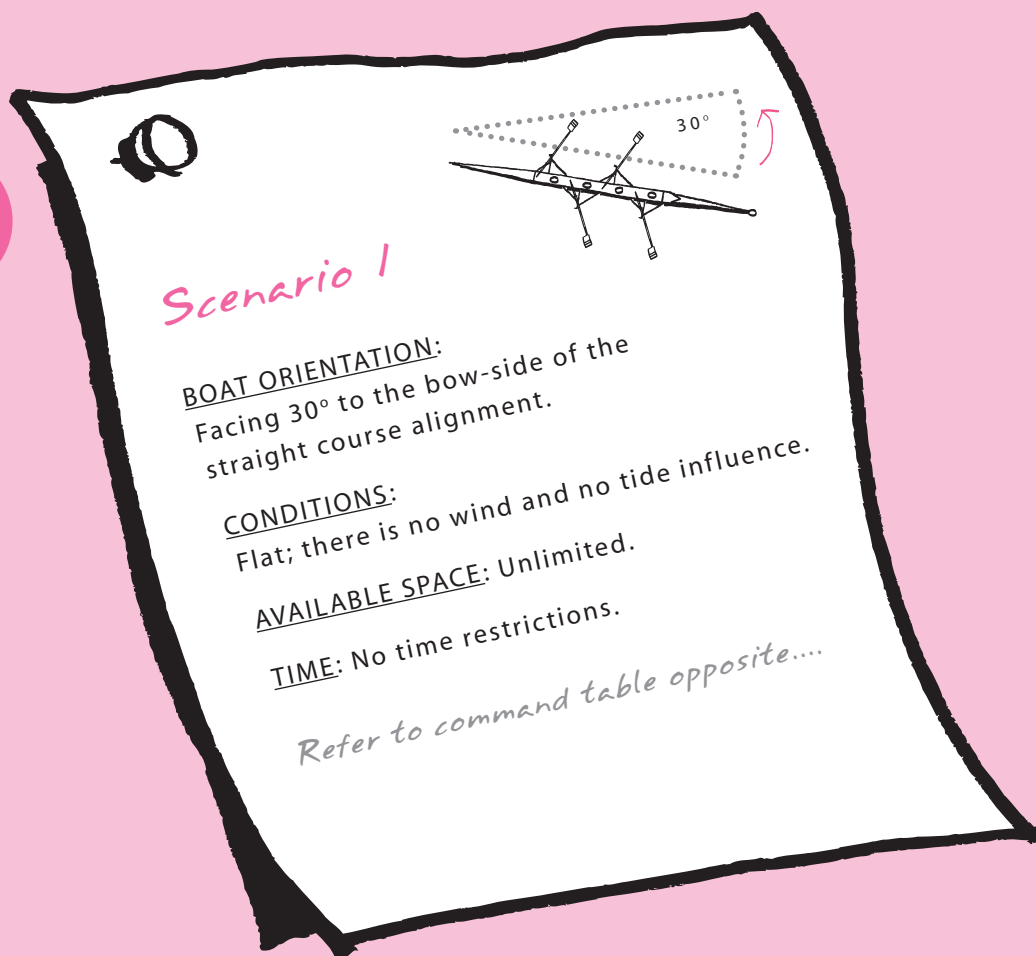 30°
Scenario 1
BOAT ORIENTATION:
Facing 30° to the bow-side of the
straight course alignment.
CONDITIONS:
Flat; there is no wind and no tide influence.
AVAILABLE SPACE: Unlimited.
TIME: No time restrictions.
Refer to command table opposite....